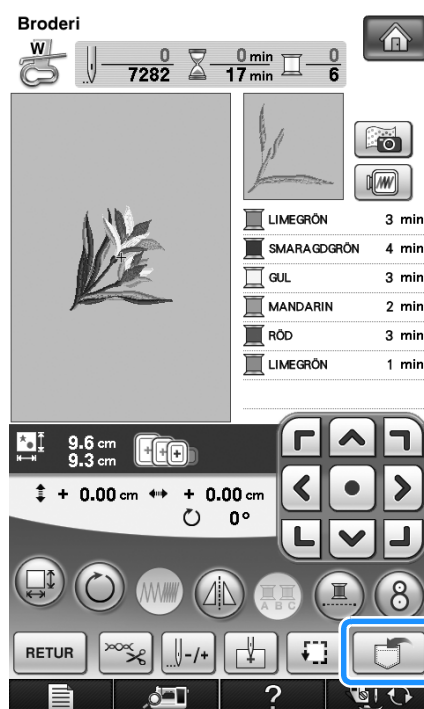 Broderi
W
0 0 min 0
7282 17 min 6
LIMEGRÖN 3 min
SMARAGDGRÖN 4 min
GUL 3 min
MANDARIN 2 min
RÖD 3 min
LIMEGRÖN 1 min
9.6 cm
9.3 cm
+ 0.00 cm + 0.00 cm
0°
A B C
8
RETUR -/+
?